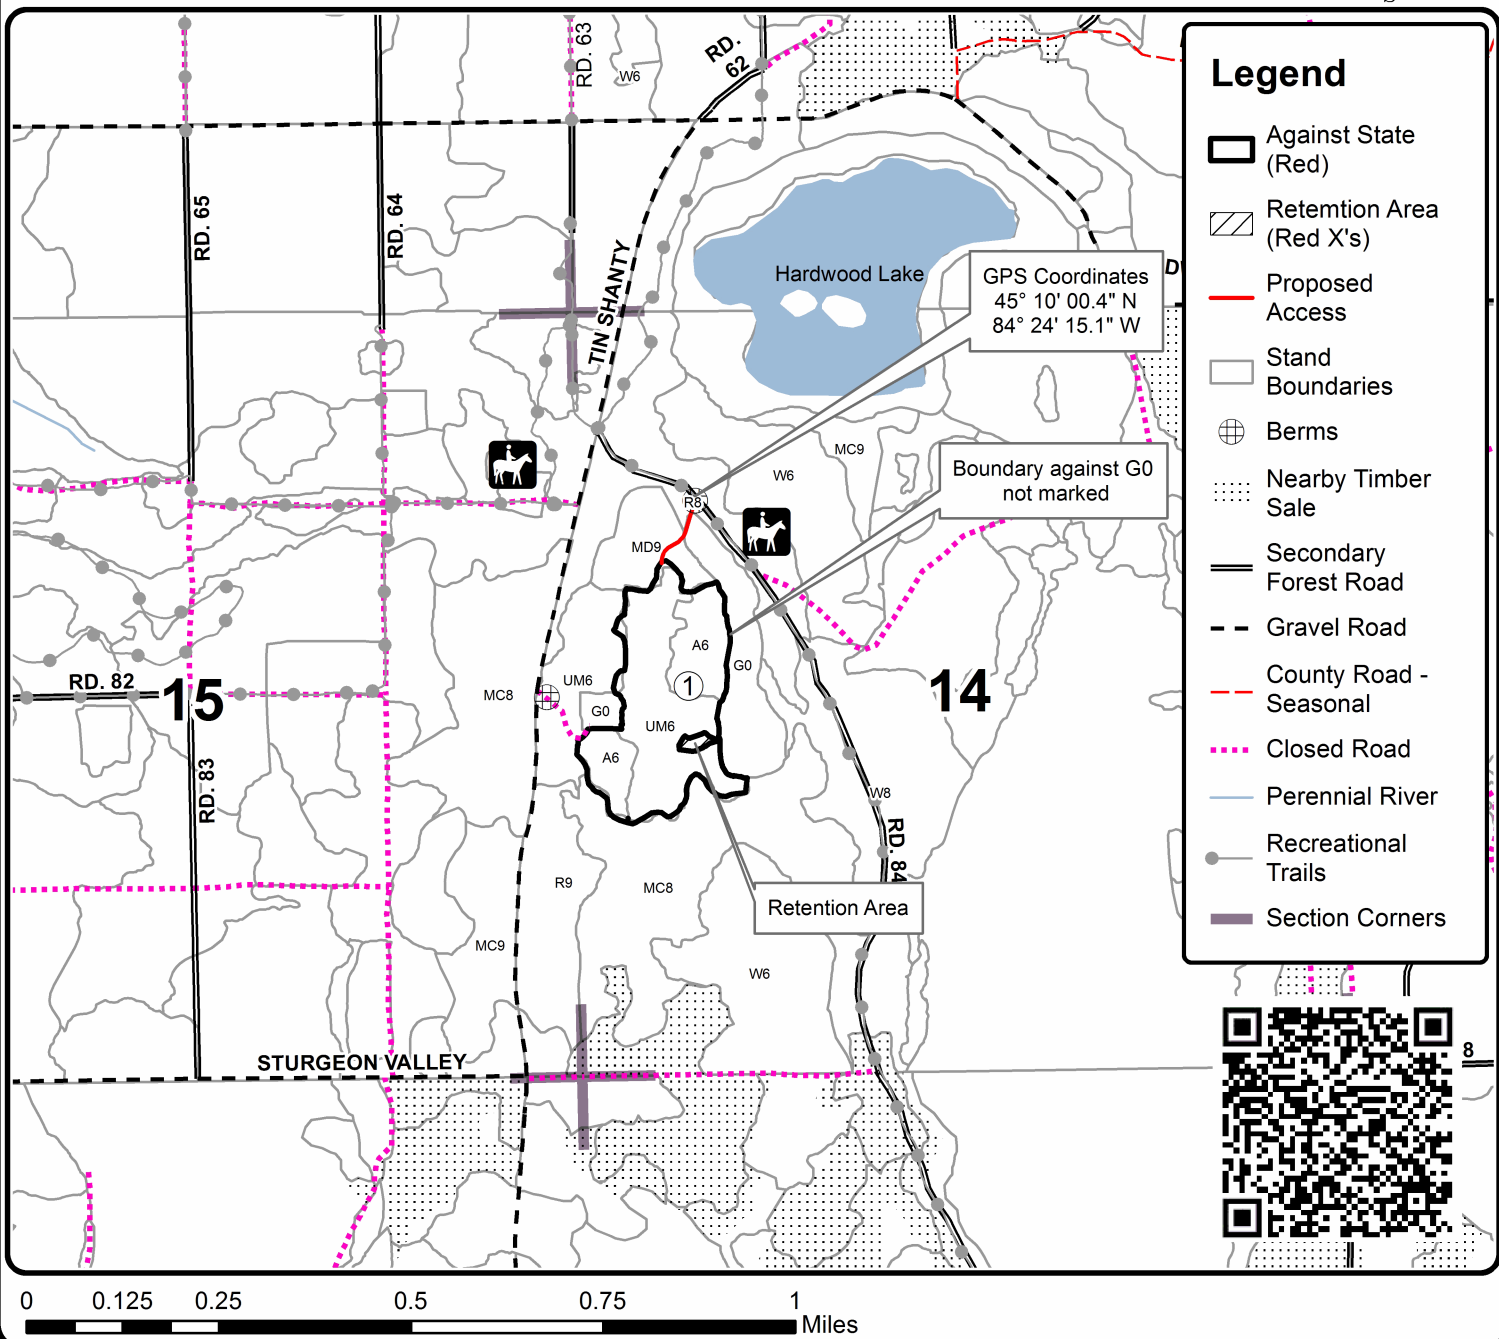 RD. 63
W6
RD.
62
RD. 65
RD. 64
TIN SHANTY
Hardwood Lake
GPS Coordinates
45° 10' 00.4" N
84° 24' 15.1" W
MC9
W6
Boundary against G0
not marked
R8
MD9
A6
G0
RD. 82
15
MC8
UM6
G0
1
UM6
14
A6
RD. 83
W8
RD. 84
R9
MC8
Retention Area
MC9
W6
STURGEON VALLEY
8
Legend
Against State
(Red)
Retemtion Area
(Red X's)
Proposed
Access
Stand
Boundaries
Berms
Nearby Timber
Sale
Secondary
Forest Road
Gravel Road
County Road -
Seasonal
Closed Road
Perennial River
Recreational
Trails
Section Corners
0 0.125 0.25 0.5 0.75 1
Miles